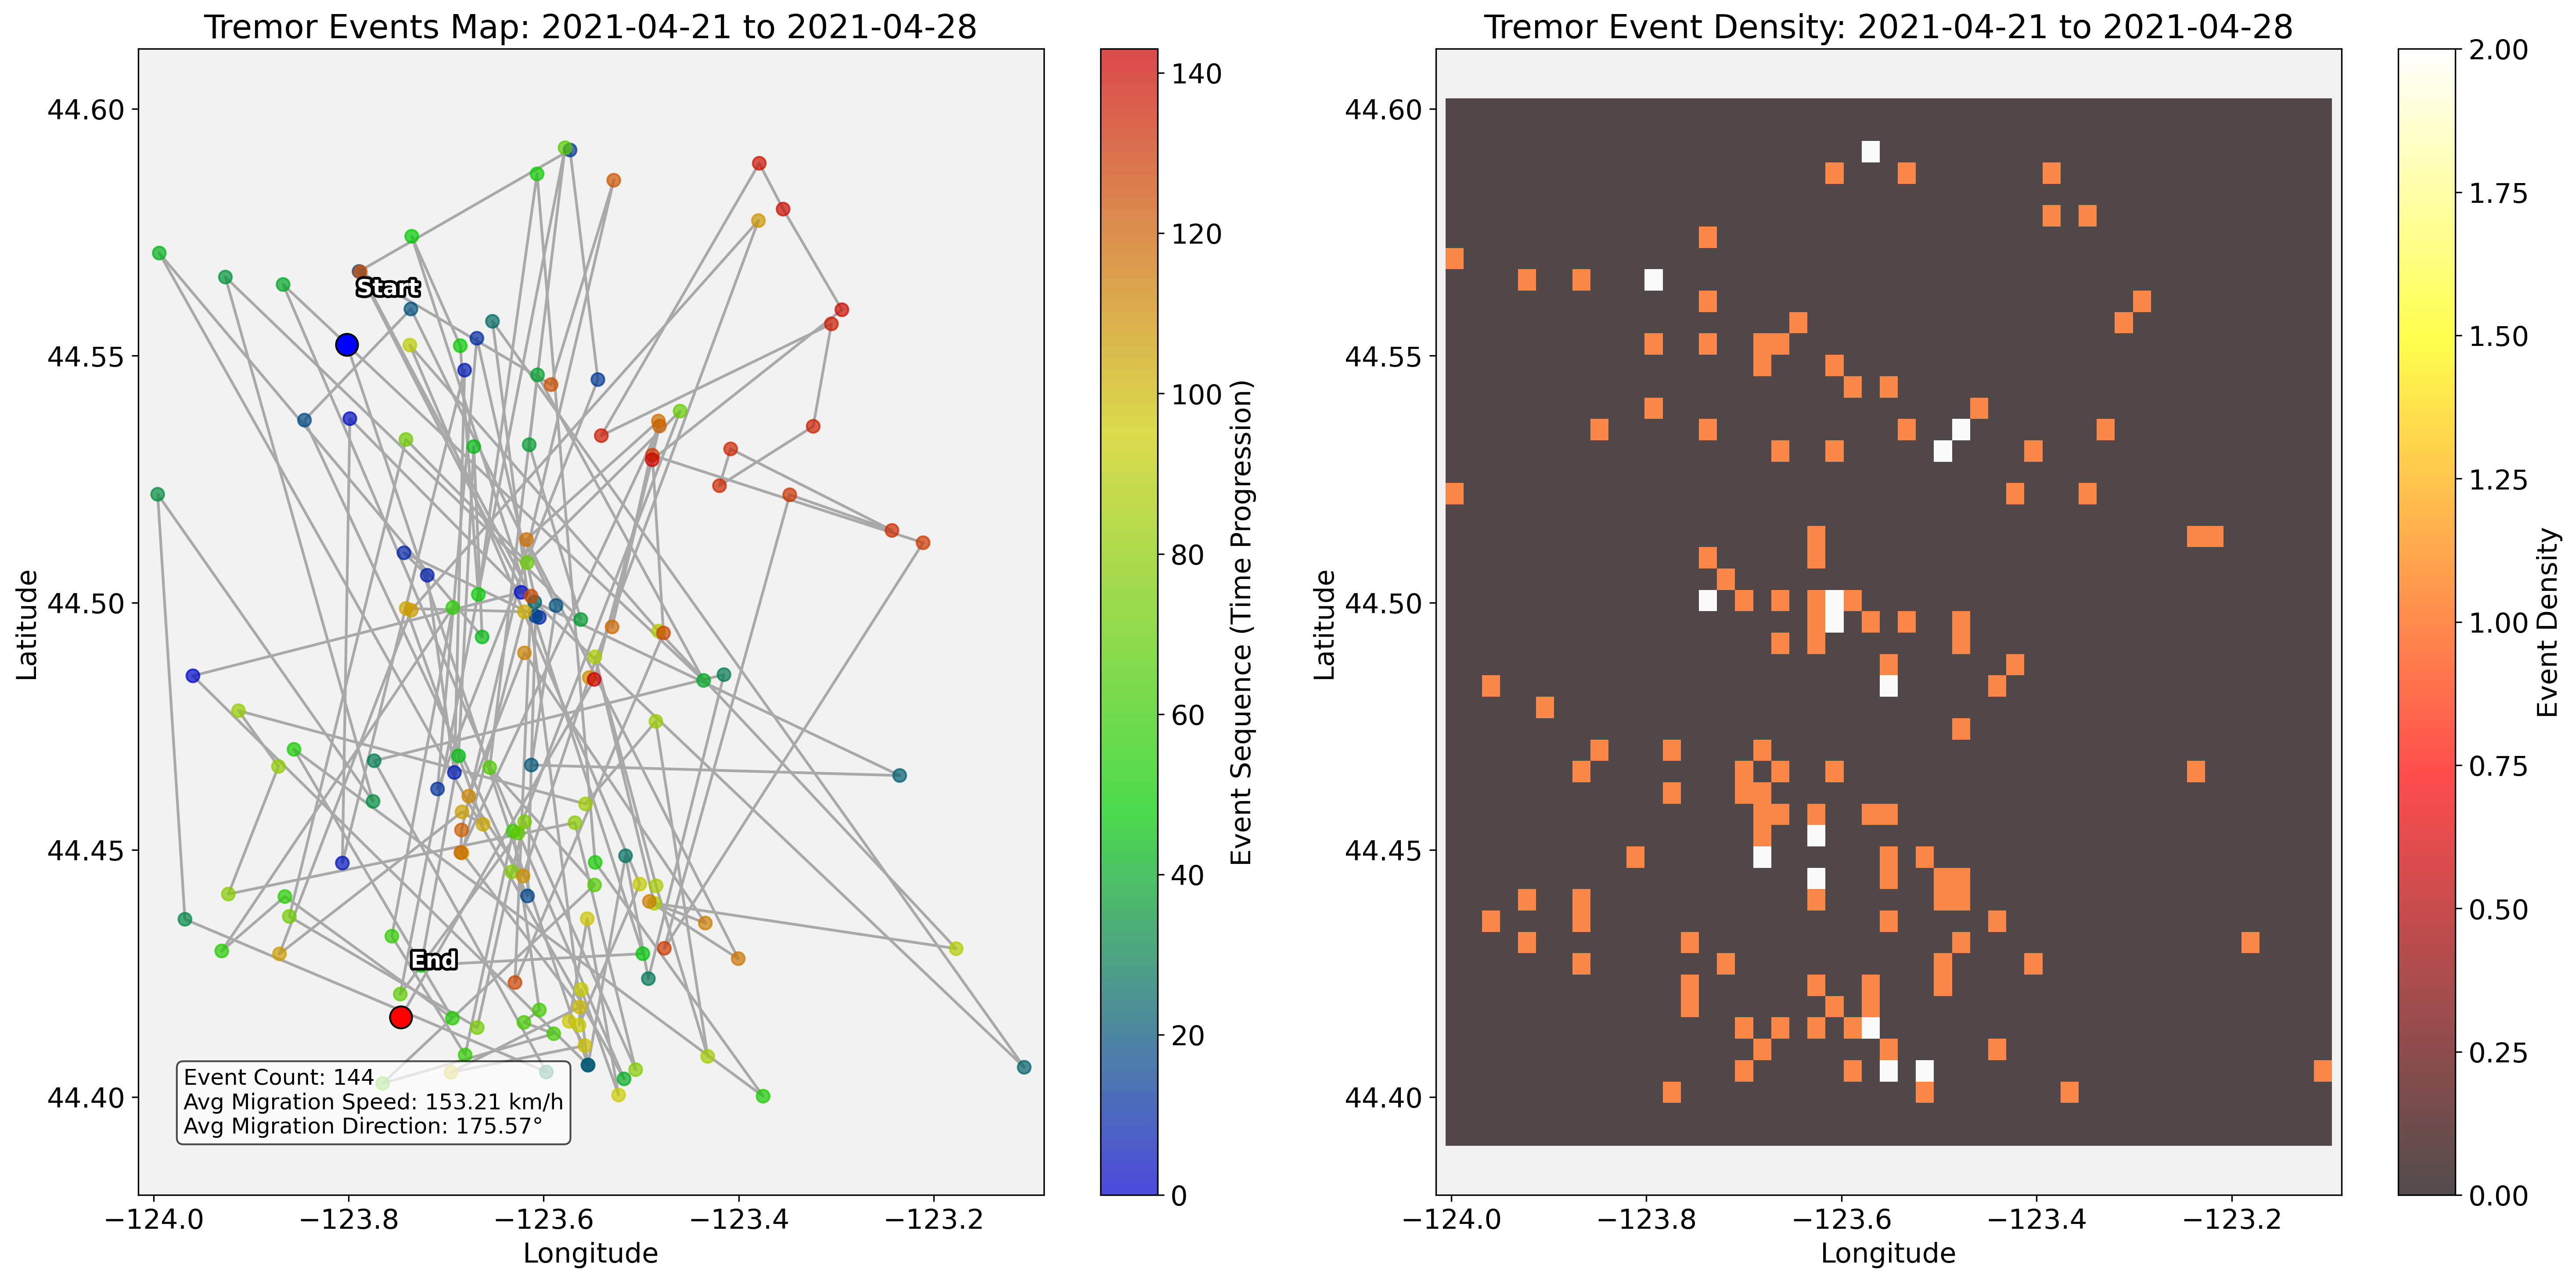 Tremor Events Map: 2021-04-21 to 2021-04-28
44.60
44.55
44.50
44.45
44.40
Latitude
Start
End
Event Count: 144
Avg Migration Speed: 153.21 km/h
Avg Migration Direction: 175.57°
−124.0
−123.8
−123.6
−123.4
−123.2
Longitude
140
120
100
80
60
40
20
0
Event Sequence (Time Progression)
Tremor Event Density: 2021-04-21 to 2021-04-28
44.60
44.55
44.50
44.45
44.40
Latitude
−124.0
−123.8
−123.6
−123.4
−123.2
Longitude
2.00
1.75
1.50
1.25
1.00
0.75
0.50
0.25
0.00
Event Density